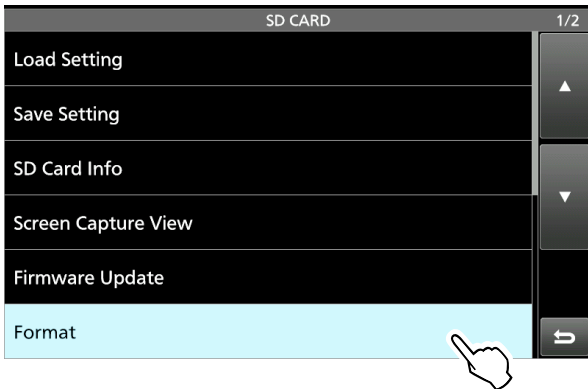 SD CARD 1/2
Load Setting
Save Setting
SD Card Info
Screen Capture View
Firmware Update
Format